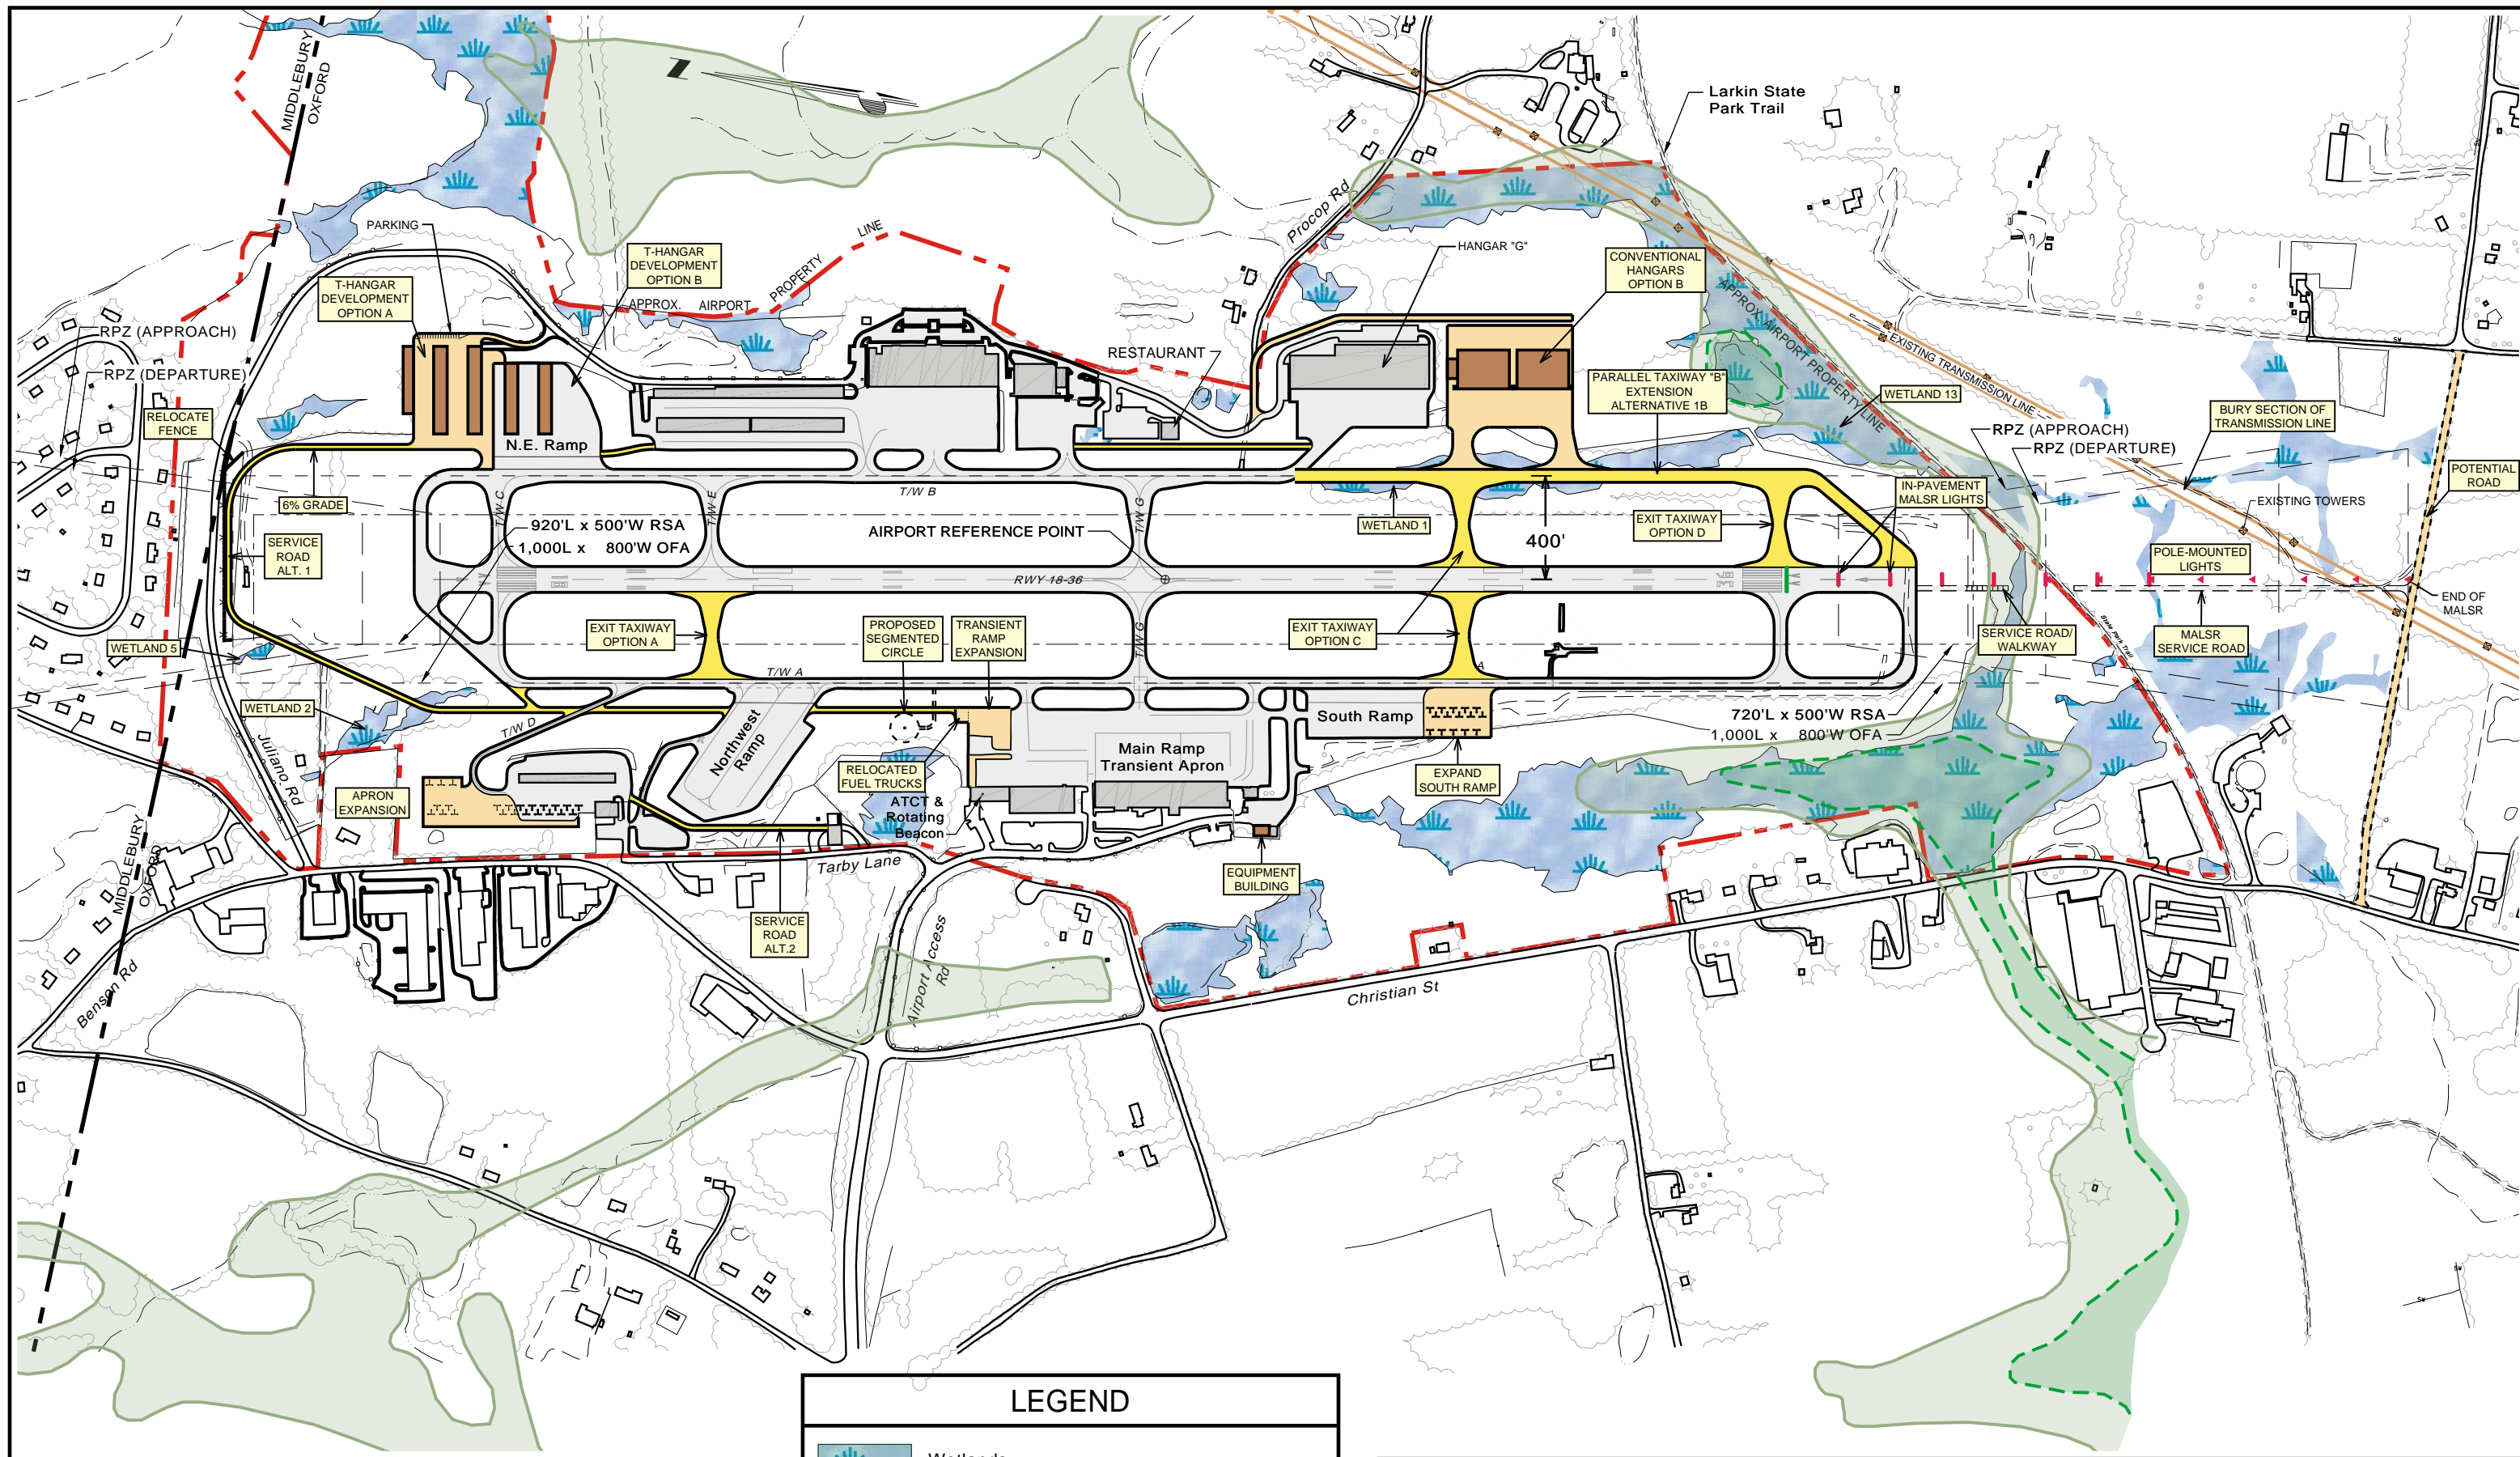 MIDDLEBURY
OXFORD
Larkin State
Park Trail
PARKING
T-HANGAR
DEVELOPMENT
OPTION A
T-HANGAR
DEVELOPMENT
OPTION B
APPROX.
AIRPORT
PROPERTY
LINE
Procop Rd
HANGAR "G"
CONVENTIONAL
HANGARS
OPTION B
APPROX. AIRPORT PROPERTY LINE
EXISTING TRANSMISSION LINE
RPZ (APPROACH)
RPZ (DEPARTURE)
RELOCATE
FENCE
RESTAURANT
PARALLEL TAXIWAY "B"
EXTENSION
ALTERNATIVE 1B
WETLAND 13
RPZ (APPROACH)
RPZ (DEPARTURE)
BURY SECTION OF
TRANSMISSION LINE
POTENTIAL
ROAD
N.E. Ramp
6% GRADE
T/W C
T/W E
T/W B
T/W G
WETLAND 1
IN-PAVEMENT
MALSR LIGHTS
EXISTING TOWERS
920'L x 500'W RSA
1,000L x 800'W OFA
AIRPORT REFERENCE POINT
400'
EXIT TAXIWAY
OPTION D
SERVICE
ROAD
ALT. 1
RWY 18-36
POLE-MOUNTED
LIGHTS
END OF
MALSR
WETLAND 5
EXIT TAXIWAY
OPTION A
PROPOSED
SEGMENTED
CIRCLE
TRANSIENT
RAMP
EXPANSION
T/W G
EXIT TAXIWAY
OPTION C
A
SERVICE ROAD/
WALKWAY
State Park Trail
MALSR
SERVICE ROAD
T/W A
WETLAND 2
T/W D
Northwest
Ramp
South Ramp
720'L x 500'W RSA
1,000L x 800'W OFA
Juliano Rd
Main Ramp
Transient Apron
RELOCATED
FUEL TRUCKS
EXPAND
SOUTH RAMP
APRON
EXPANSION
ATCT &
Rotating
Beacon
MIDDLEBURY
OXFORD
Tarby Lane
EQUIPMENT
BUILDING
SERVICE
ROAD
ALT.2
Airport Access
Rd
Benson Rd
Christian St
SW
SW
SW
LEGEND